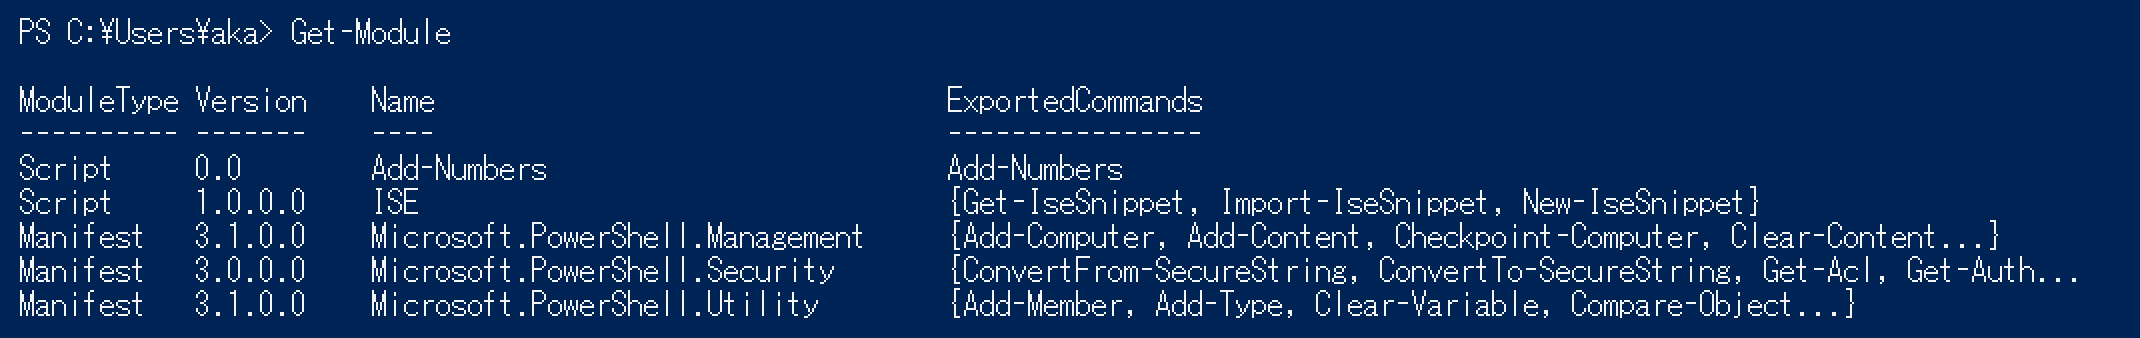 PS C:¥Users¥aka> Get-Module
ModuleType Version    Name                                ExportedCommands
---------- -------    ----                                ----------------
Script     0.0        Add-Numbers                         Add-Numbers
Script     1.0.0.0    ISE                                 {Get-IseSnippet, Import-IseSnippet, New-IseSnippet}
Manifest   3.1.0.0    Microsoft.PowerShell.Management     {Add-Computer, Add-Content, Checkpoint-Computer, Clear-Content...}
Manifest   3.0.0.0    Microsoft.PowerShell.Security       {ConvertFrom-SecureString, ConvertTo-SecureString, Get-Acl, Get-Auth...
Manifest   3.1.0.0    Microsoft.PowerShell.Utility        {Add-Member, Add-Type, Clear-Variable, Compare-Object...}